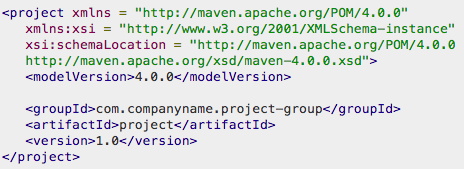 <project xmlns = "http://maven.apache.org/POM/4.0.0"
xmlns:xsi = "http://www.w3.org/2001/XMLSchema-instance"
xsi:schemaLocation = "http://maven.apache.org/POM/4.0.0
http://maven.apache.org/xsd/maven-4.0.0.xsd">
<modelVersion>4.0.0</modelVersion>
<groupId>com.companyname.project-group</groupId>
<artifactId>project</artifactId>
<version>1.0</version>
</project>